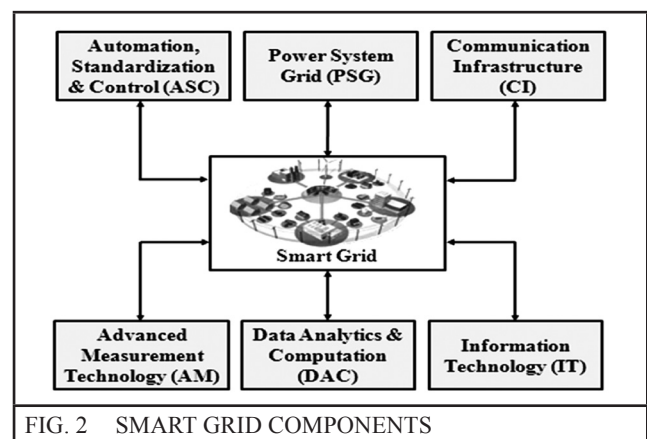 Automation,
Standardization
& Control (ASC)
Power System
Grid (PSG)
Communication
Infrastructure
(CI)
Smart Grid
Advanced
Measurement
Technology (AM)
Data Analytics &
Computation
(DAC)
Information
Technology (IT)
FIG. 2 SMART GRID COMPONENTS